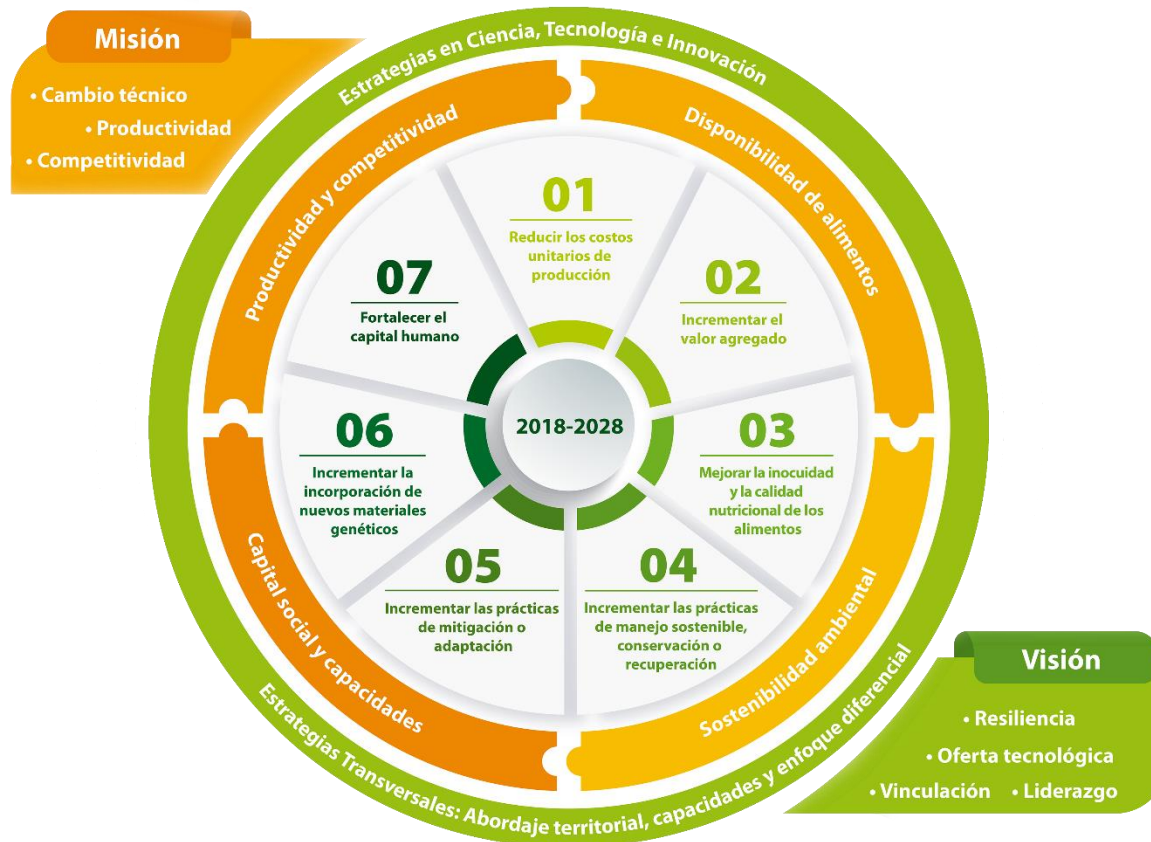 Misión
• Cambio técnico
• Productividad
• Competitividad
Estrategias en Ciencia, Tecnología e Innovación
Productividad y competitividad
Disponibilidad de alimentos
01
Reducir los costos
unitarios de
producción
02
Incrementar el
valor agregado
03
Mejorar la inocuidad
y la calidad
nutricional de los
alimentos
04
Incrementar las prácticas
de manejo sostenible,
conservación o
recuperación
05
Incrementar las prácticas
de mitigación o
adaptación
06
Incrementar la
incorporación de
nuevos materiales
genéticos
07
Fortalecer el
capital humano
2018-2028
Capital social y capacidades
Sostenibilidad ambiental
Estrategias Transversales: Abordaje territorial, capacidades y enfoque diferencial
Visión
• Resiliencia
• Oferta tecnológica
• Vinculación • Liderazgo